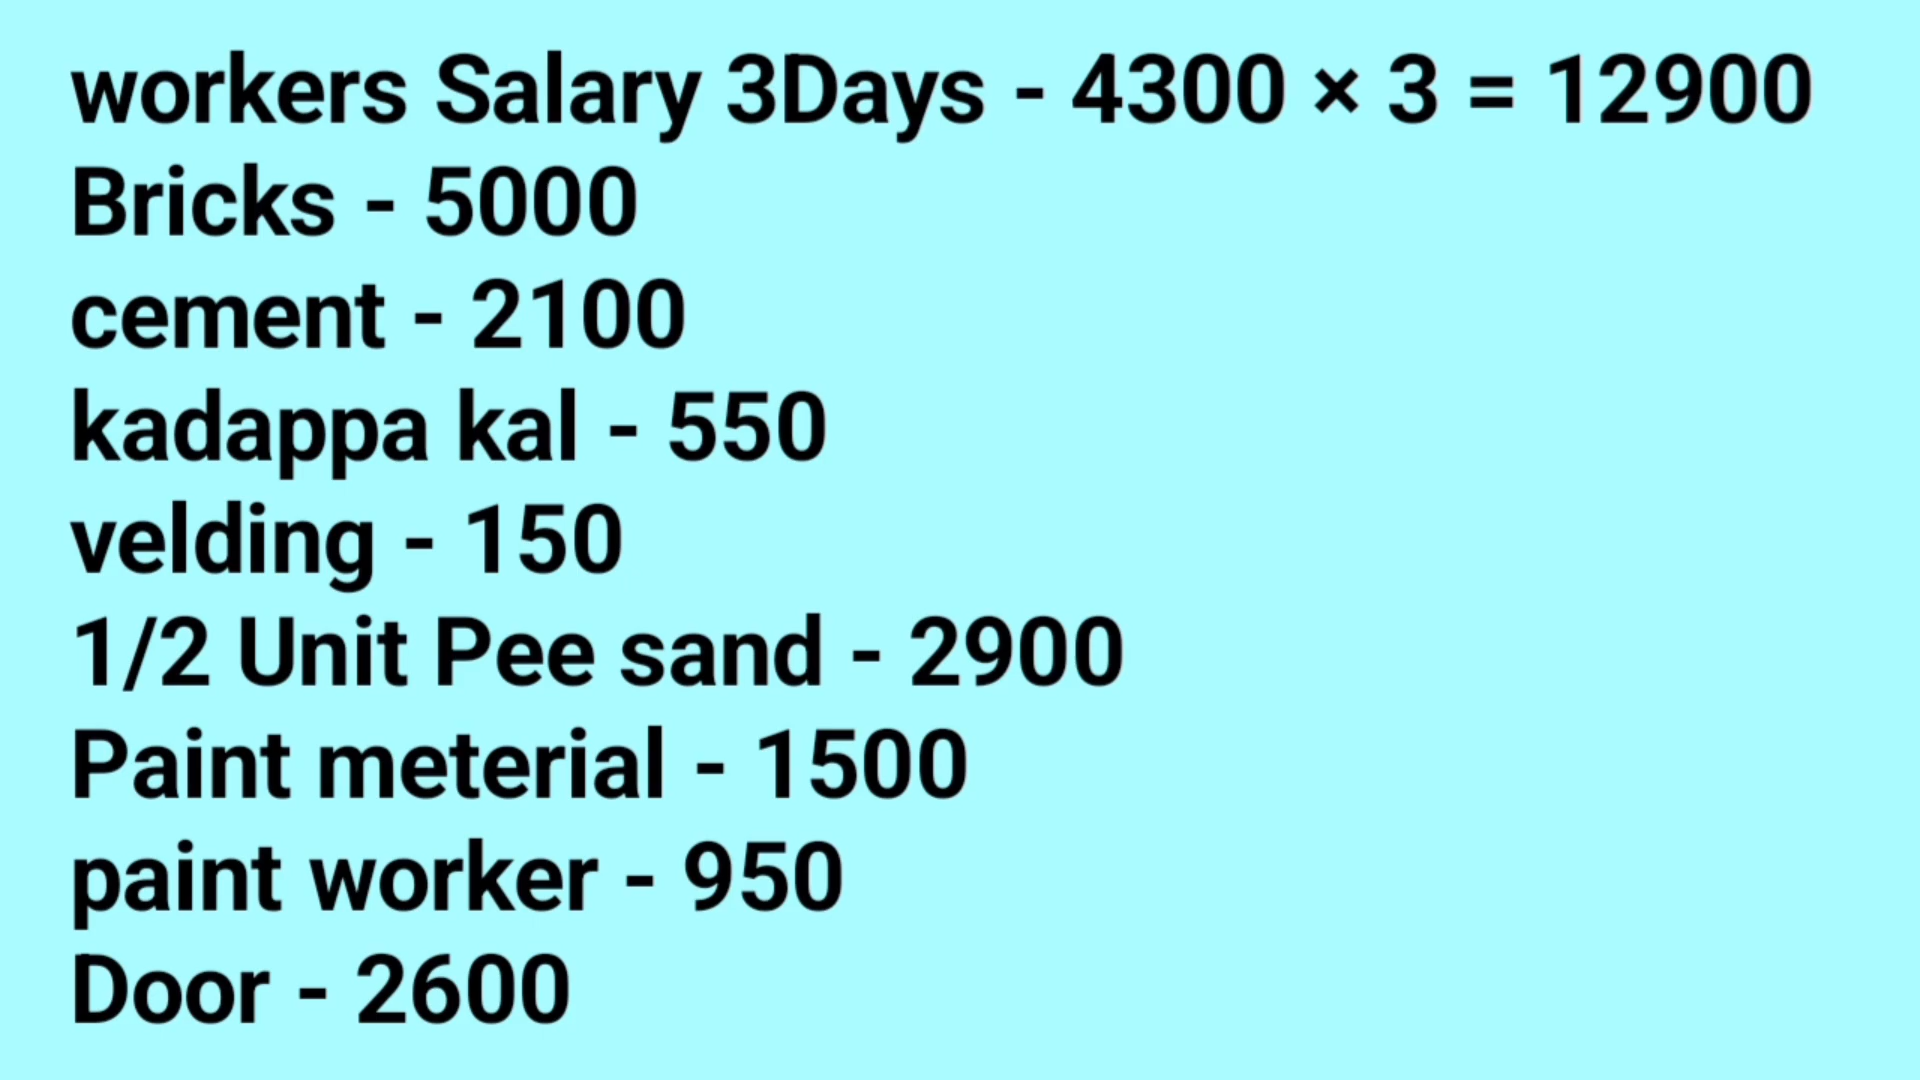 workers Salary 3Days - 4300 × 3 = 12900
Bricks - 5000
cement - 2100
kadappa kal - 550
velding - 150
1/2 Unit Pee sand - 2900
Paint meterial - 1500
paint worker - 950
Door - 2600